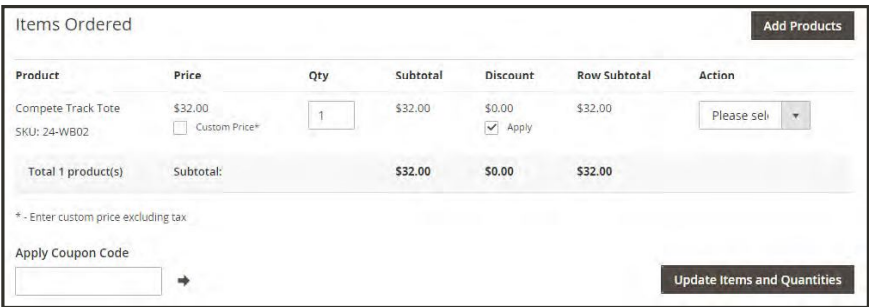 Items Ordered
Add Products
Product Price Qty Subtotal Discount Row Subtotal Action
Compete Track Tote $32.00 1 $32.00 $0.00 $32.00 Please sel
SKU: 24-WB02 Custom Price* Apply
Total 1 product(s) Subtotal: $32.00 $0.00 $32.00
* - Enter custom price excluding tax
Apply Coupon Code
Update Items and Quantities